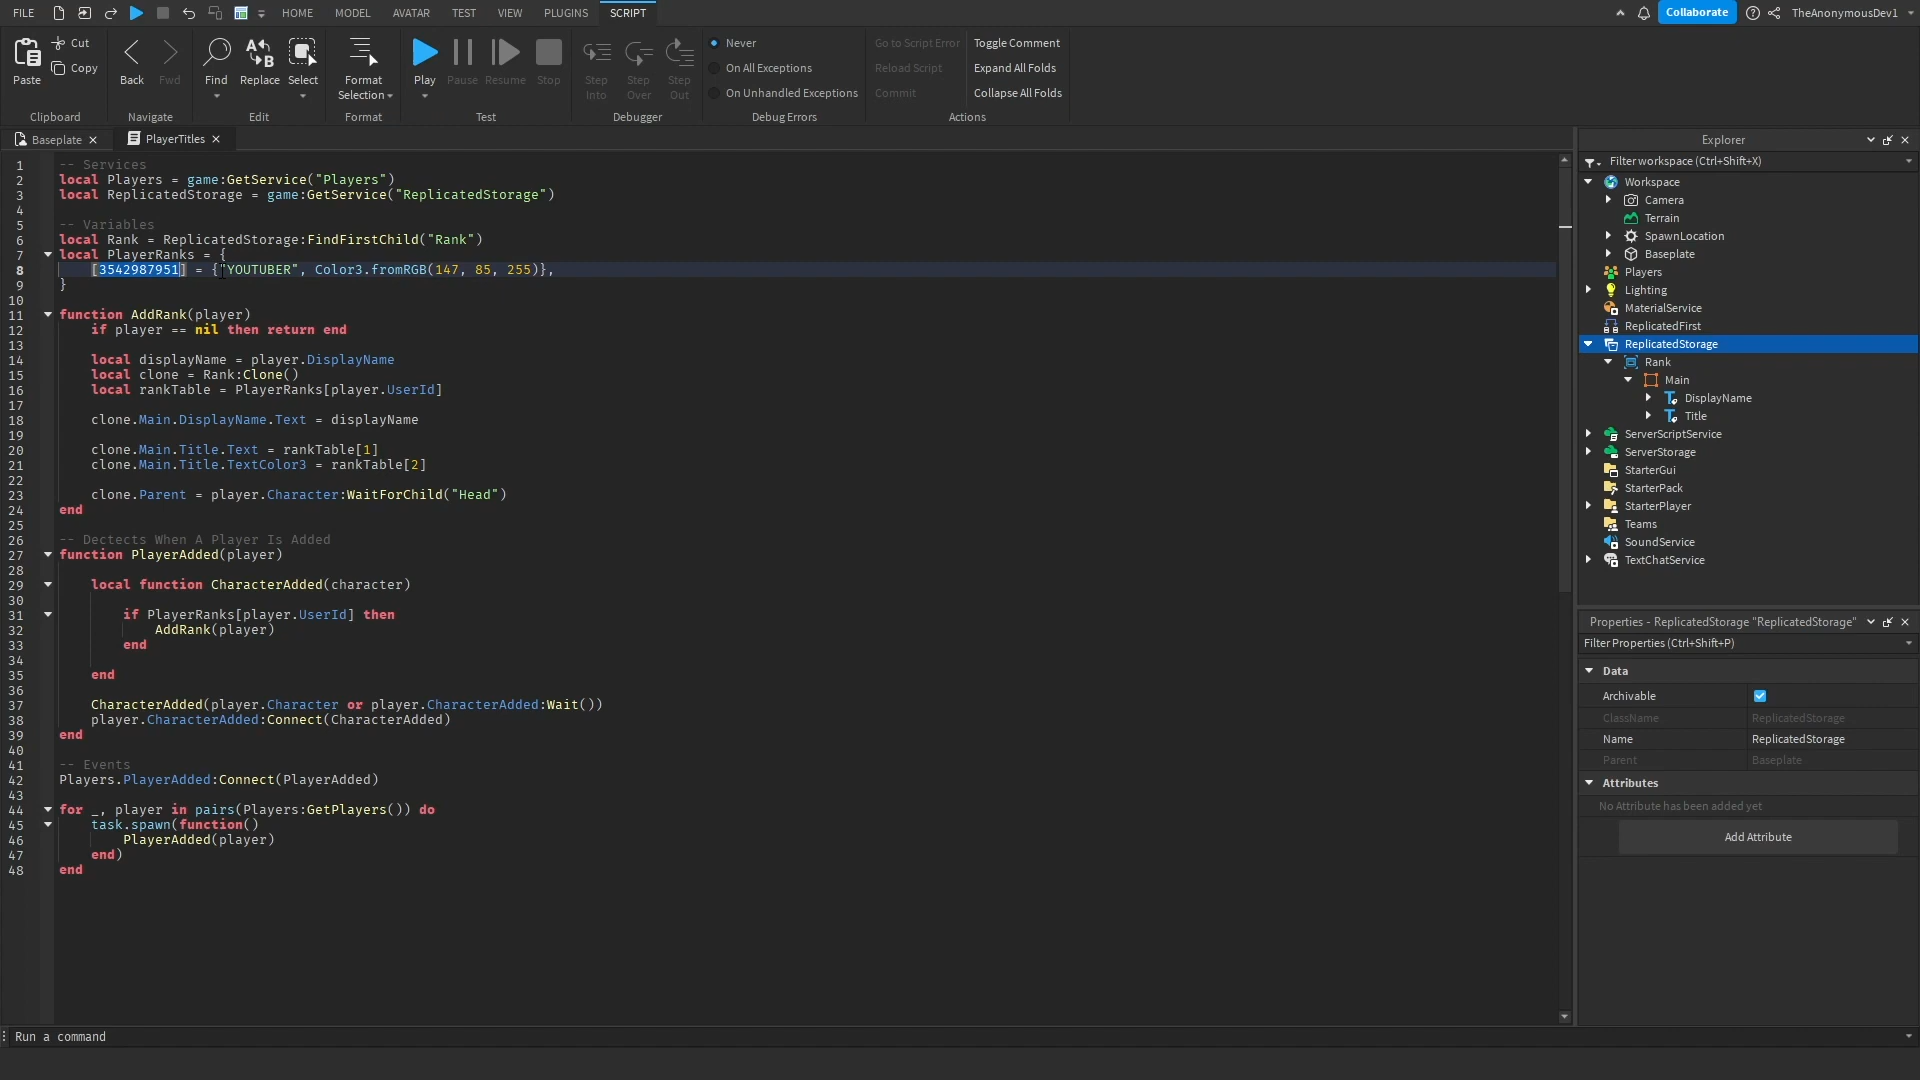 FILE HOME MODEL AVATAR TEST VIEW PLUGINS SCRIPT Collaborate TheAnonymousDev1
Paste Cut Copy
Clipboard
Back Fwd
Navigate
Find Replace Select
Edit
Format Selection
Format
Play Pause Resume Stop
Test
Step Into Step Over Step Out
Debugger
Never
On All Exceptions
On Unhandled Exceptions
Debug Errors
Go to Script Error Toggle Comment
Reload Script Expand All Folds
Commit Collapse All Folds
Actions
Baseplate PlayerTitles
1 -- Services
2 local Players = game:GetService("Players")
3 local ReplicatedStorage = game:GetService("ReplicatedStorage")
4
5 -- Variables
6 local Rank = ReplicatedStorage:FindFirstChild("Rank")
7 local PlayerRanks = {
8 [3542987951] = {"YOUTUBER", Color3.fromRGB(147, 85, 255)},
9 }
10
11 function AddRank(player)
12 if player == nil then return end
13
14 local displayName = player.DisplayName
15 local clone = Rank:Clone()
16 local rankTable = PlayerRanks[player.UserId]
17
18 clone.Main.DisplayName.Text = displayName
19
20 clone.Main.Title.Text = rankTable[1]
21 clone.Main.Title.TextColor3 = rankTable[2]
22
23 clone.Parent = player.Character:WaitForChild("Head")
24 end
25
26 -- Dectects When A Player Is Added
27 function PlayerAdded(player)
28
29 local function CharacterAdded(character)
30
31 if PlayerRanks[player.UserId] then
32 AddRank(player)
33 end
34
35 end
36
37 CharacterAdded(player.Character or player.CharacterAdded:Wait())
38 player.CharacterAdded:Connect(CharacterAdded)
39 end
40
41 -- Events
42 Players.PlayerAdded:Connect(PlayerAdded)
43
44 for _, player in pairs(Players:GetPlayers()) do
45 task.spawn(function()
46 PlayerAdded(player)
47 end)
48 end
Run a command
Explorer
Filter workspace (Ctrl+Shift+X)
Workspace
Camera
Terrain
SpawnLocation
Baseplate
Players
Lighting
MaterialService
ReplicatedFirst
ReplicatedStorage
Rank
Main
DisplayName
Title
ServerScriptService
ServerStorage
StarterGui
StarterPack
StarterPlayer
Teams
SoundService
TextChatService
Properties - ReplicatedStorage "ReplicatedStorage"
Filter Properties (Ctrl+Shift+P)
Data
Archivable
ClassName ReplicatedStorage
Name ReplicatedStorage
Parent Baseplate
Attributes
No Attribute has been added yet
Add Attribute